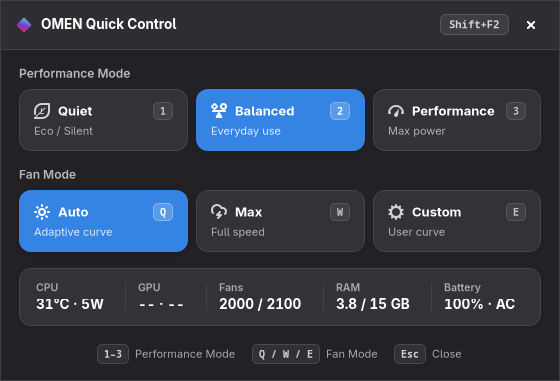 OMEN Quick Control
Shift+F2
×
Performance Mode
Quiet 1
Eco / Silent
Balanced 2
Everyday use
Performance 3
Max power
Fan Mode
Auto Q
Adaptive curve
Max W
Full speed
Custom E
User curve
CPU
31°C · 5W
GPU
-- · --
Fans
2000 / 2100
RAM
3.8 / 15 GB
Battery
100% · AC
1-3 Performance Mode Q / W / E Fan Mode Esc Close